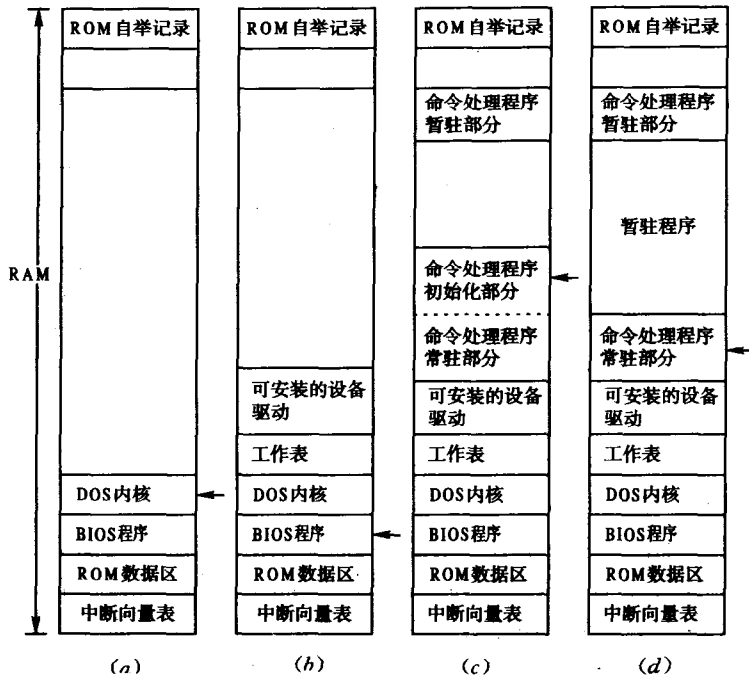 ROM自举记录
DOS内核
BIOS程序
ROM数据区
中断向量表
(a)
RAM
ROM自举记录
可安装的设备
驱动
工作表
DOS内核
BIOS程序
ROM数据区
中断向量表
(b)
ROM自举记录
命令处理程序
暂驻部分
命令处理程序
初始化部分
命令处理程序
常驻部分
可安装的设备
驱动
工作表
DOS内核
BIOS程序
ROM数据区
中断向量表
(c)
ROM自举记录
命令处理程序
暂驻部分
暂驻程序
命令处理程序
常驻部分
可安装的设备
驱动
工作表
DOS内核
BIOS程序
ROM数据区
中断向量表
(d)